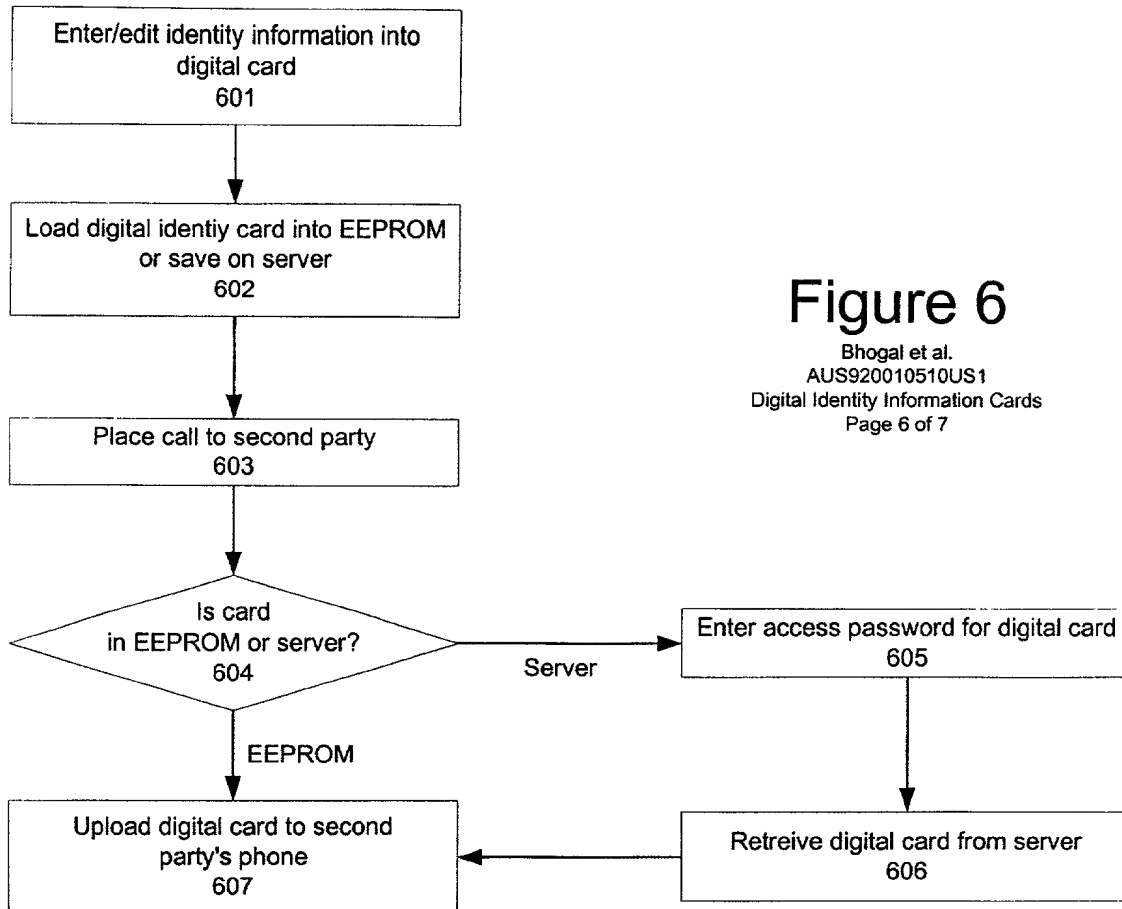 Enter/edit identity information into
digital card
601
Load digital identiy card into EEPROM
or save on server
602
Figure 6
Bhogal et al.
AUS920010510US1
Digital Identity Information Cards
Page 6 of 7
Place call to second party
603
Is card
in EEPROM or server?
604
Server
Enter access password for digital card
605
EEPROM
Retreive digital card from server
606
Upload digital card to second
party's phone
607